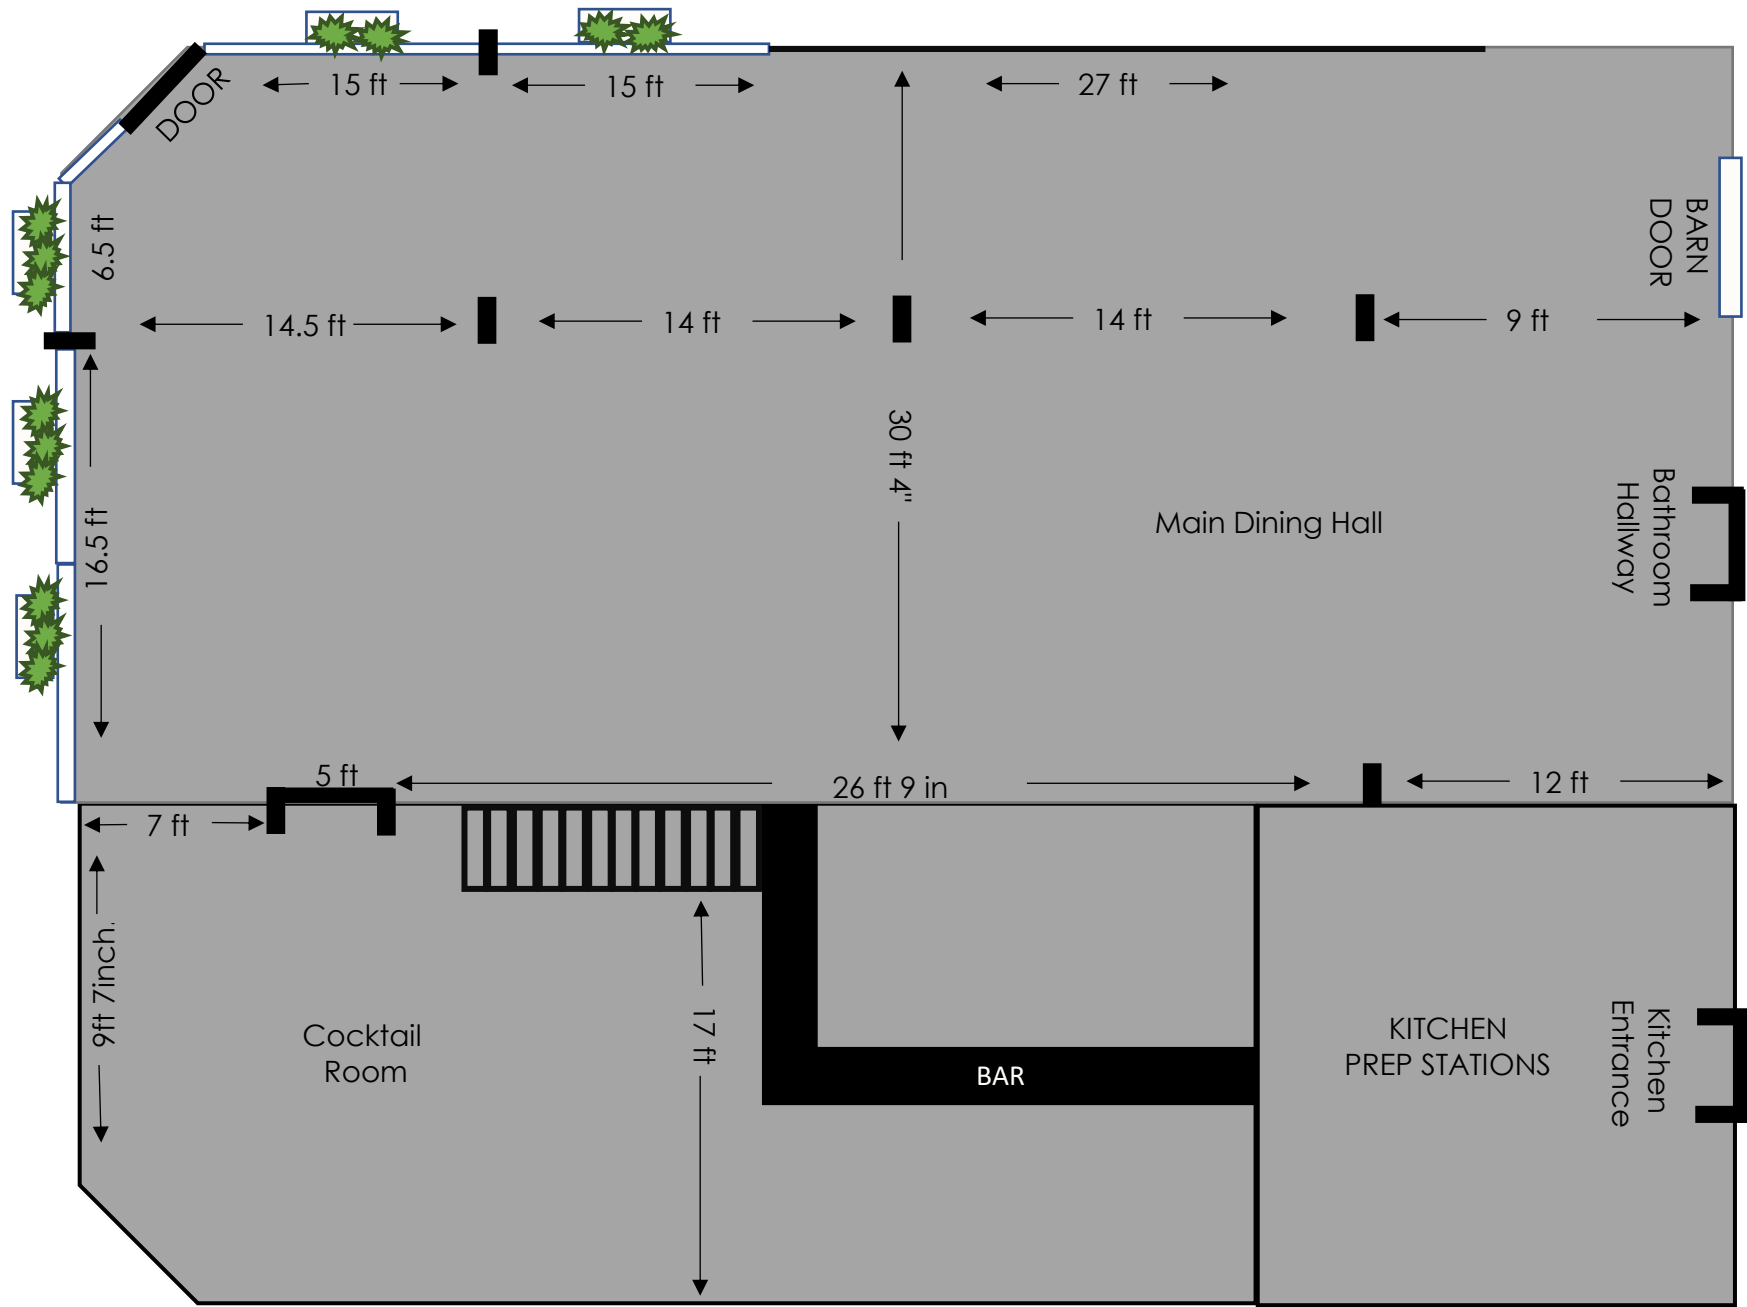 15 ft
15 ft
27 ft
DOOR
6.5 ft
BARN
DOOR
14.5 ft
14 ft
14 ft
9 ft
30 ft 4"
16.5 ft
Main Dining Hall
Bathroom
Hallway
5 ft
26 ft 9 in
12 ft
7 ft
9ft 7inch.
17 ft
Cocktail
Room
BAR
KITCHEN
PREP STATIONS
Kitchen
Entrance